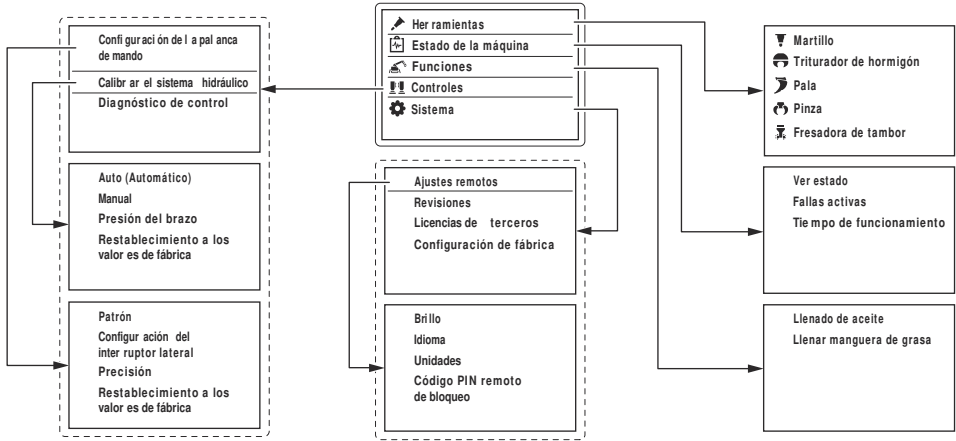 Configuración de la palanca
de mando
Calibrar el sistema hidráulico
Diagnóstico de control
Auto (Automático)
Manual
Presión del brazo
Restablecimiento a los
valores de fábrica
Patrón
Configuración del
interruptor lateral
Precisión
Restablecimiento a los
valores de fábrica
Herramientas
Estado de la máquina
Funciones
Controles
Sistema
Ajustes remotos
Revisiones
Licencias de terceros
Configuración de fábrica
Brillo
Idioma
Unidades
Código PIN remoto
de bloqueo
Martillo
Triturador de hormigón
Pala
Pinza
Fresadora de tambor
Ver estado
Fallas activas
Tiempo de funcionamiento
Llenado de aceite
Llenar manguera de grasa